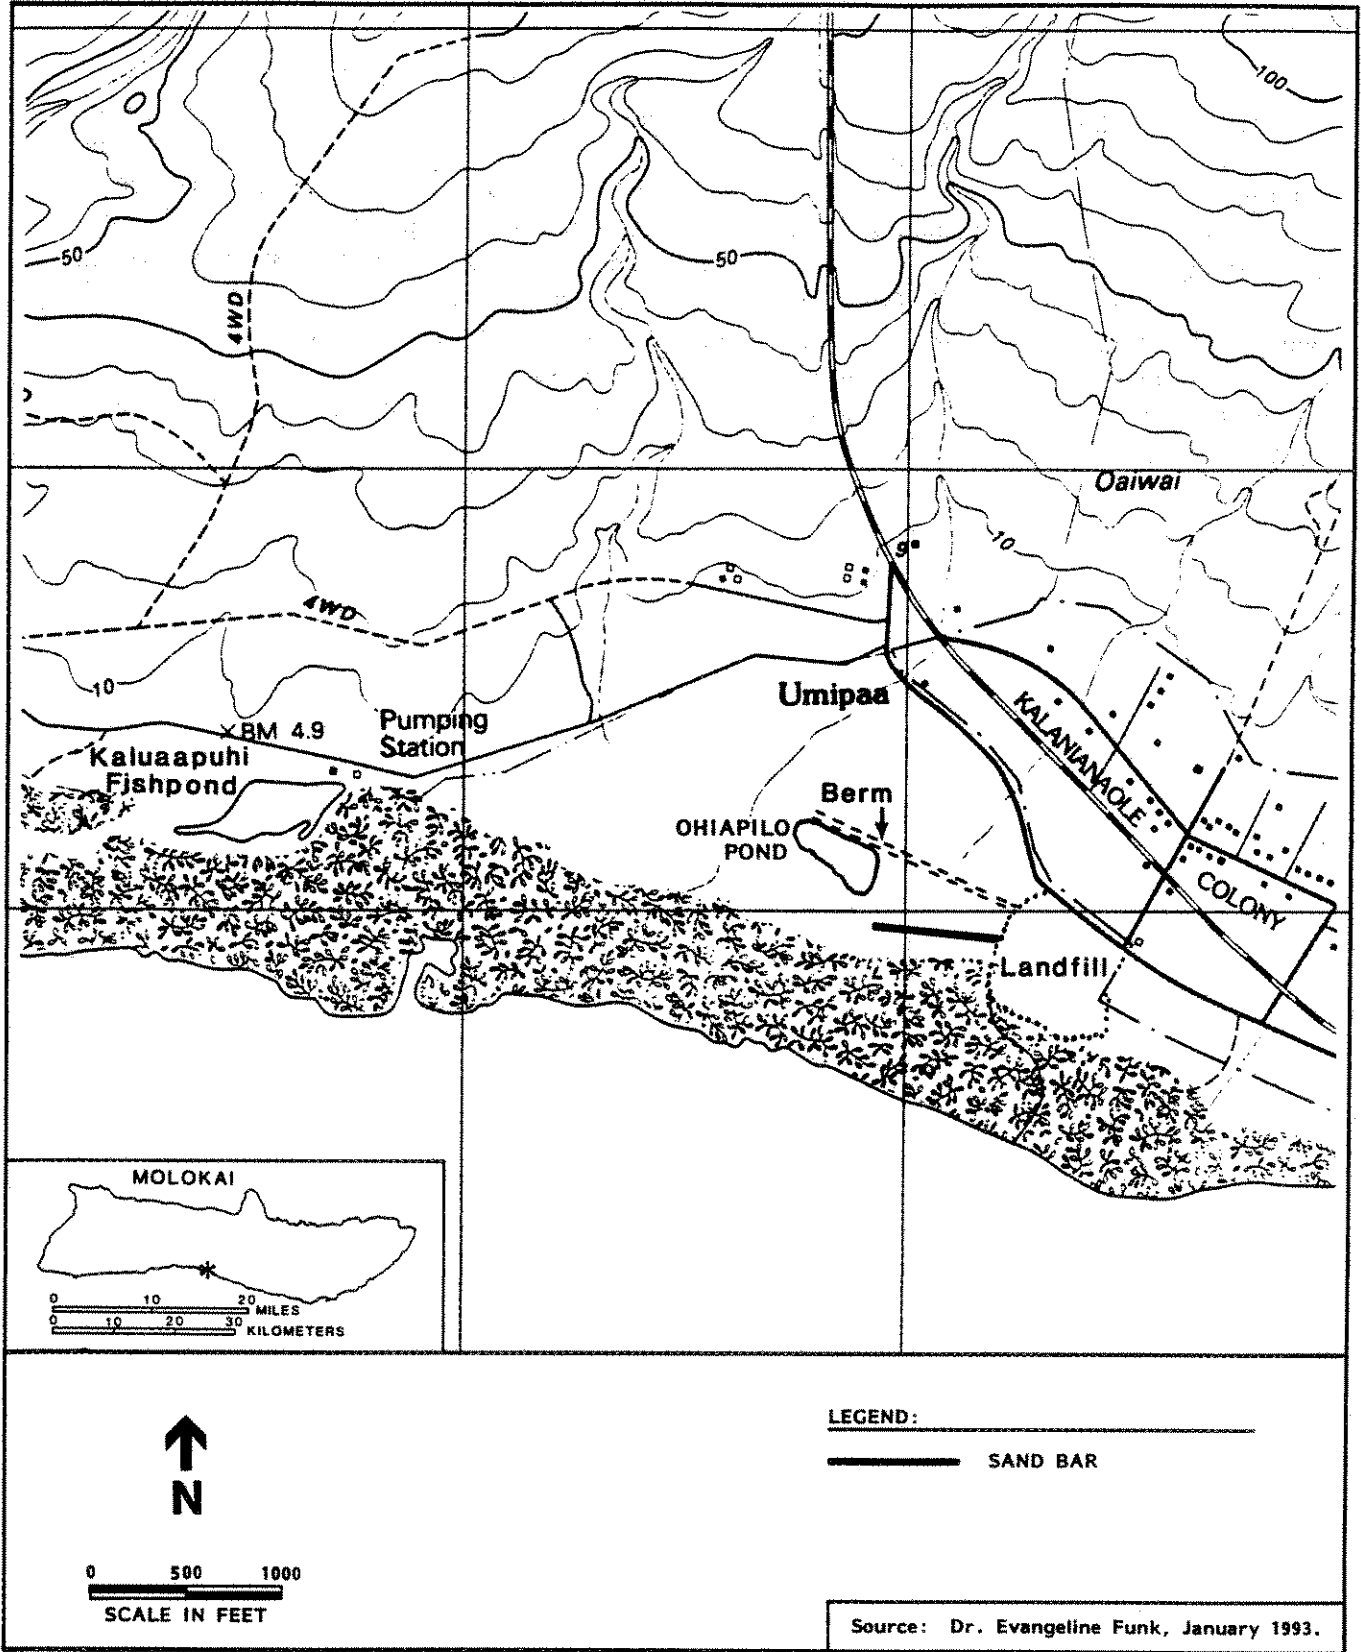 100
50
50
4WD
Oaiwai
9
10
4WD
10
Umipaa
KALANIANAOLE
COLONY
BM 4.9
Pumping
Station
Kaluaapuhi
Fishpond
Berm
OHIAPILO
POND
Landfill
MOLOKAI
0 10 20 MILES
0 10 20 30 KILOMETERS
N
0 500 1000
SCALE IN FEET
LEGEND:
SAND BAR
Source: Dr. Evangeline Funk, January 1993.